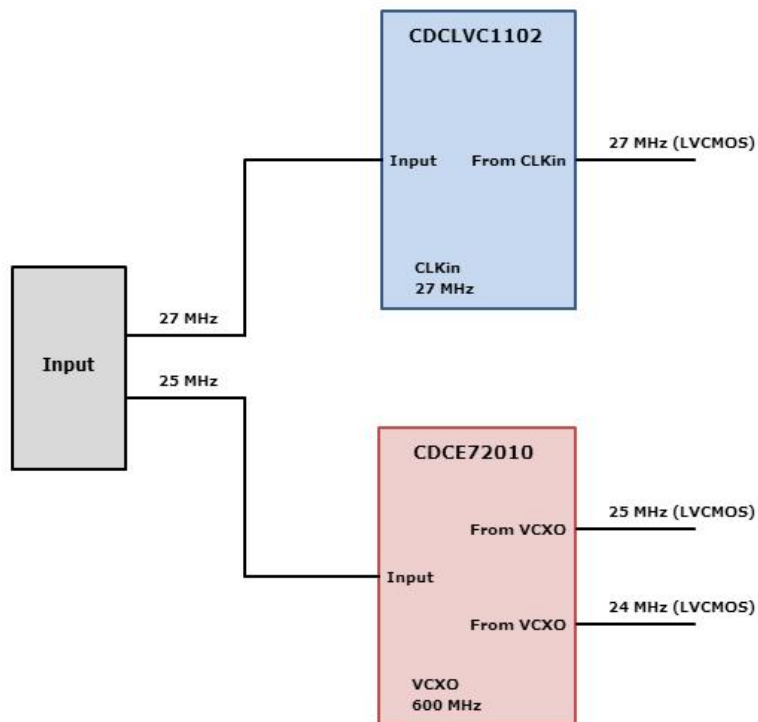 CDCLVC1102
27 MHz (LVCMOS)
Input From CLKin
CLKin
27 MHz
27 MHz
Input
25 MHz
CDCE72010
25 MHz (LVCMOS)
From VCXO
Input
24 MHz (LVCMOS)
From VCXO
VCXO
600 MHz